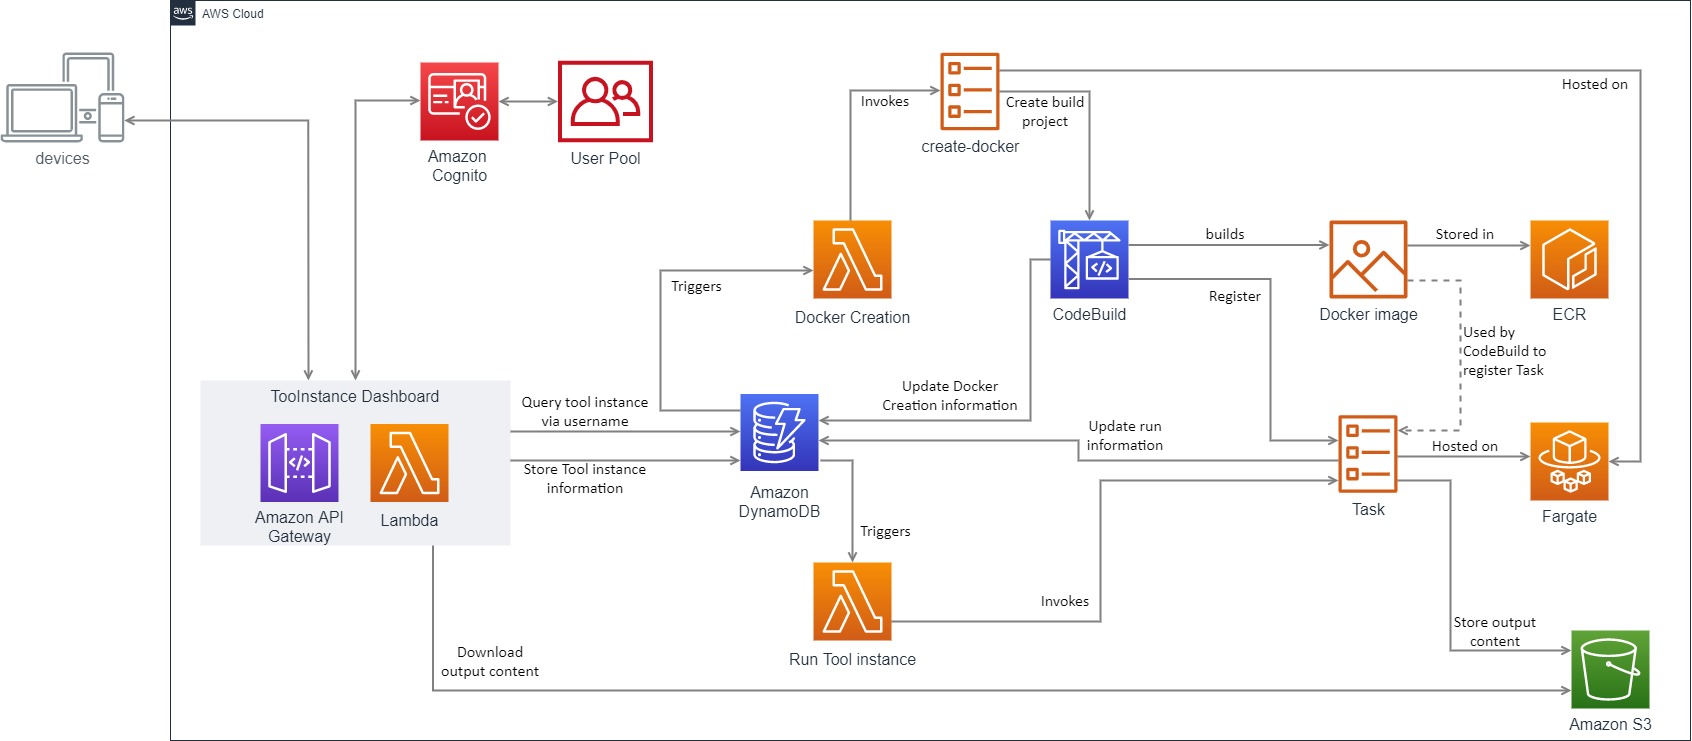 aws
AWS Cloud
devices
Amazon
Cognito
User Pool
Invokes
create-docker
Create build
project
Hosted on
Triggers
Docker Creation
CodeBuild
builds
Register
Docker image
Stored in
ECR
Used by
CodeBuild to
register Task
ToolInstance Dashboard
Amazon API
Gateway
Lambda
Query tool instance
via username
Store Tool instance
information
Amazon
DynamoDB
Update Docker
Creation information
Update run
information
Task
Hosted on
Fargate
Triggers
Run Tool instance
Invokes
Store output
content
Download
output content
Amazon S3